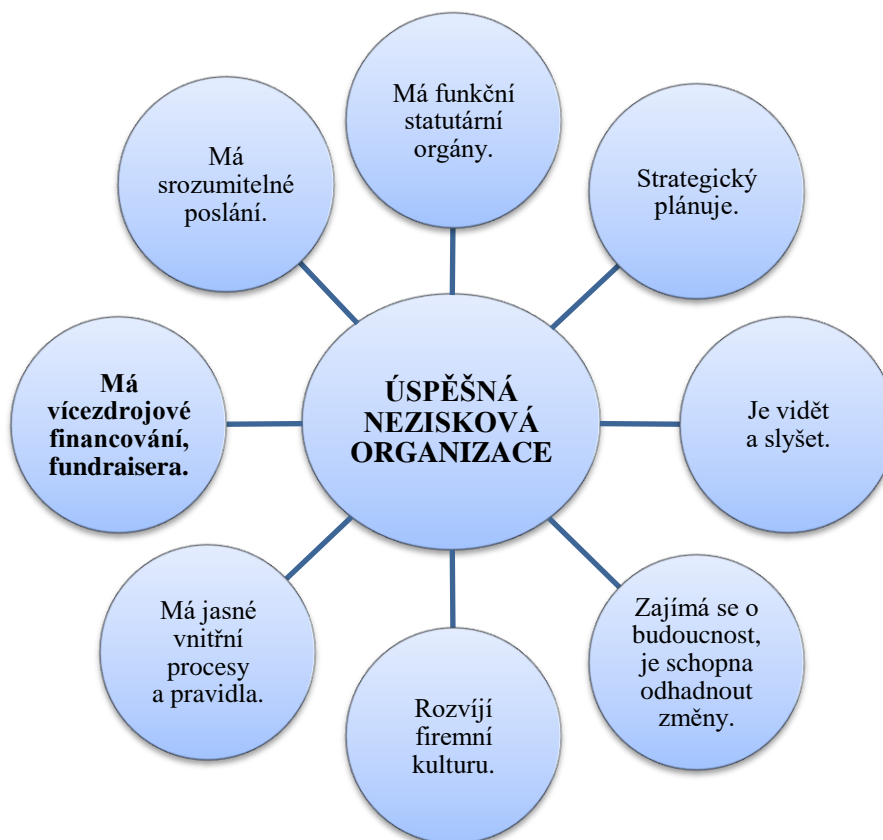 Má funkční
statutární
orgány.
Má
srozumitelné
poslání.
Strategický
plánuje.
Má
vícezdrojové
financování,
fundraisera.
ÚSPĚŠNÁ
NEZISKOVÁ
ORGANIZACE
Je vidět
a slyšet.
Má jasné
vnitřní
procesy
a pravidla.
Zajímá se o
budoucnost,
je schopna
odhadnout
změny.
Rozvíjí
firemní
kulturu.